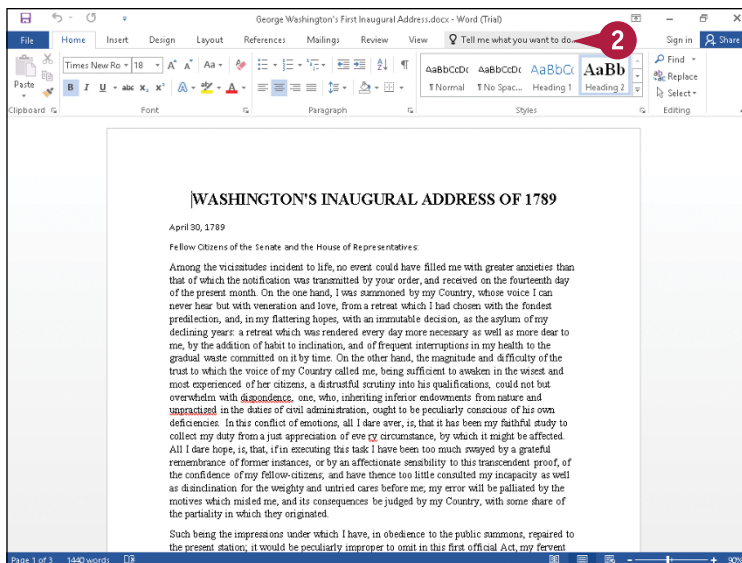 George Washington's First Inaugural Address.docx - Word (Trial)
File Home Insert Design Layout References Mailings Review View Tell me what you want to do... Sign in Share
2
Times New Ro 18 A A Aa
AaBbCcDc AaBbCcDc AaBbCc AaBb
Find
Replace
Select
Paste
B I U abc x₂ x² A A
¶ Normal ¶ No Spac... Heading 1 Heading 2
Clipboard Font Paragraph Styles Editing
WASHINGTON'S INAUGURAL ADDRESS OF 1789
April 30, 1789
Fellow Citizens of the Senate and the House of Representatives:
Among the vicissitudes incident to life, no event could have filled me with greater anxieties than
that of which the notification was transmitted by your order, and received on the fourteenth day
of the present month. On the one hand, I was summoned by my Country, whose voice I can
never hear but with veneration and love, from a retreat which I had chosen with the fondest
predilection, and, in my flattering hopes, with an immutable decision, as the asylum of my
declining years: a retreat which was rendered every day more necessary as well as more dear to
me, by the addition of habit to inclination, and of frequent interruptions in my health to the
gradual waste committed on it by time. On the other hand, the magnitude and difficulty of the
trust to which the voice of my Country called me, being sufficient to awaken in the wisest and
most experienced of her citizens, a distrustful scrutiny into his qualifications, could not but
overwhelm with dispondence, one, who, inheriting inferior endowments from nature and
unpractised in the duties of civil administration, ought to be peculiarly conscious of his own
deficiencies. In this conflict of emotions, all I dare aver, is, that it has been my faithful study to
collect my duty from a just appreciation of eve ry circumstance, by which it might be affected.
All I dare hope, is, that, if in executing this task I have been too much swayed by a grateful
remembrance of former instances, or by an affectionate sensibility to this transcendent proof, of
the confidence of my fellow-citizens; and have thence too little consulted my incapacity as well
as disinclination for the weighty and untried cares before me; my error will be palliated by the
motives which misled me, and its consequences be judged by my Country, with some share of
the partiality in which they originated.
Such being the impressions under which I have, in obedience to the public summons, repaired to
the present station; it would be peculiarly improper to omit in this first official Act, my fervent
Page 1 of 3 1440 words 90%